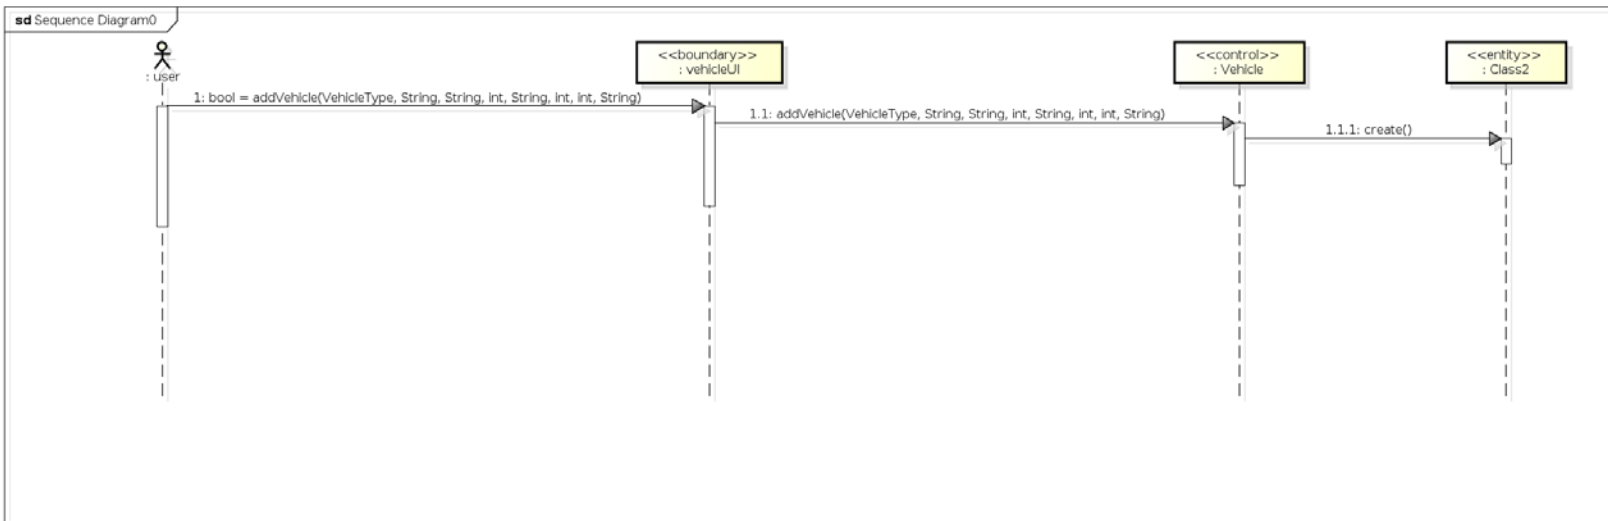 sd Sequence Diagram0
: user
<<boundary>>
: vehicleUI
<<control>>
: Vehicle
<<entity>>
: Class2
1: bool = addVehicle(VehicleType, String, String, int, String, int, int, String)
1.1: addVehicle(VehicleType, String, String, int, String, int, int, String)
1.1.1: create()